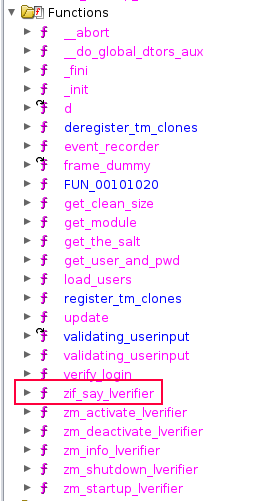 Functions
__abort
__do_global_dtors_aux
_fini
_init
d
deregister_tm_clones
event_recorder
frame_dummy
FUN_00101020
get_clean_size
get_module
get_the_salt
get_user_and_pwd
load_users
register_tm_clones
update
validating_userinput
validating_userinput
verify_login
zif_say_lverifier
zm_activate_lverifier
zm_deactivate_lverifier
zm_info_lverifier
zm_shutdown_lverifier
zm_startup_lverifier